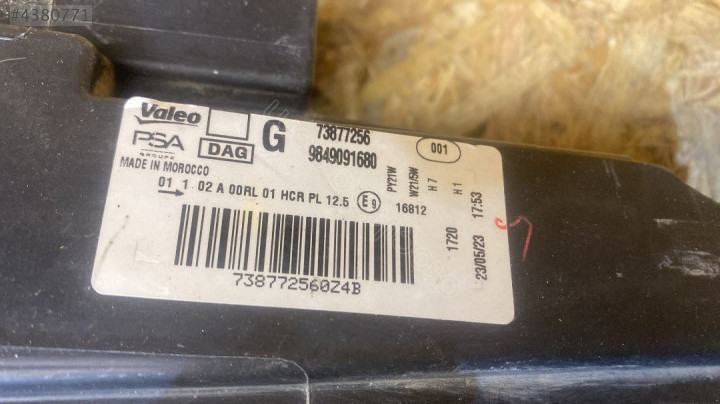 #4380771
Valeo
PSA
GROUPE
DAG
G
73877256
9849091680
001
MADE IN MOROCCO
01 1 02 A 00RL 01 HCR PL 12.5
E9
16812
PY21W
W21/5W
H7
H1
1720
23/05/23 17:53
738772560Z4B